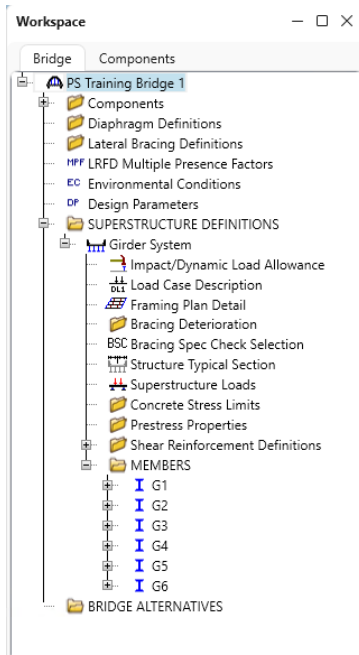 Workspace
Bridge Components
PS Training Bridge 1
Components
Diaphragm Definitions
Lateral Bracing Definitions
MPF LRFD Multiple Presence Factors
EC Environmental Conditions
DP Design Parameters
SUPERSTRUCTURE DEFINITIONS
Girder System
Impact/Dynamic Load Allowance
DL1 Load Case Description
Framing Plan Detail
Bracing Deterioration
BSC Bracing Spec Check Selection
Structure Typical Section
Superstructure Loads
Concrete Stress Limits
Prestress Properties
Shear Reinforcement Definitions
MEMBERS
G1
G2
G3
G4
G5
G6
BRIDGE ALTERNATIVES